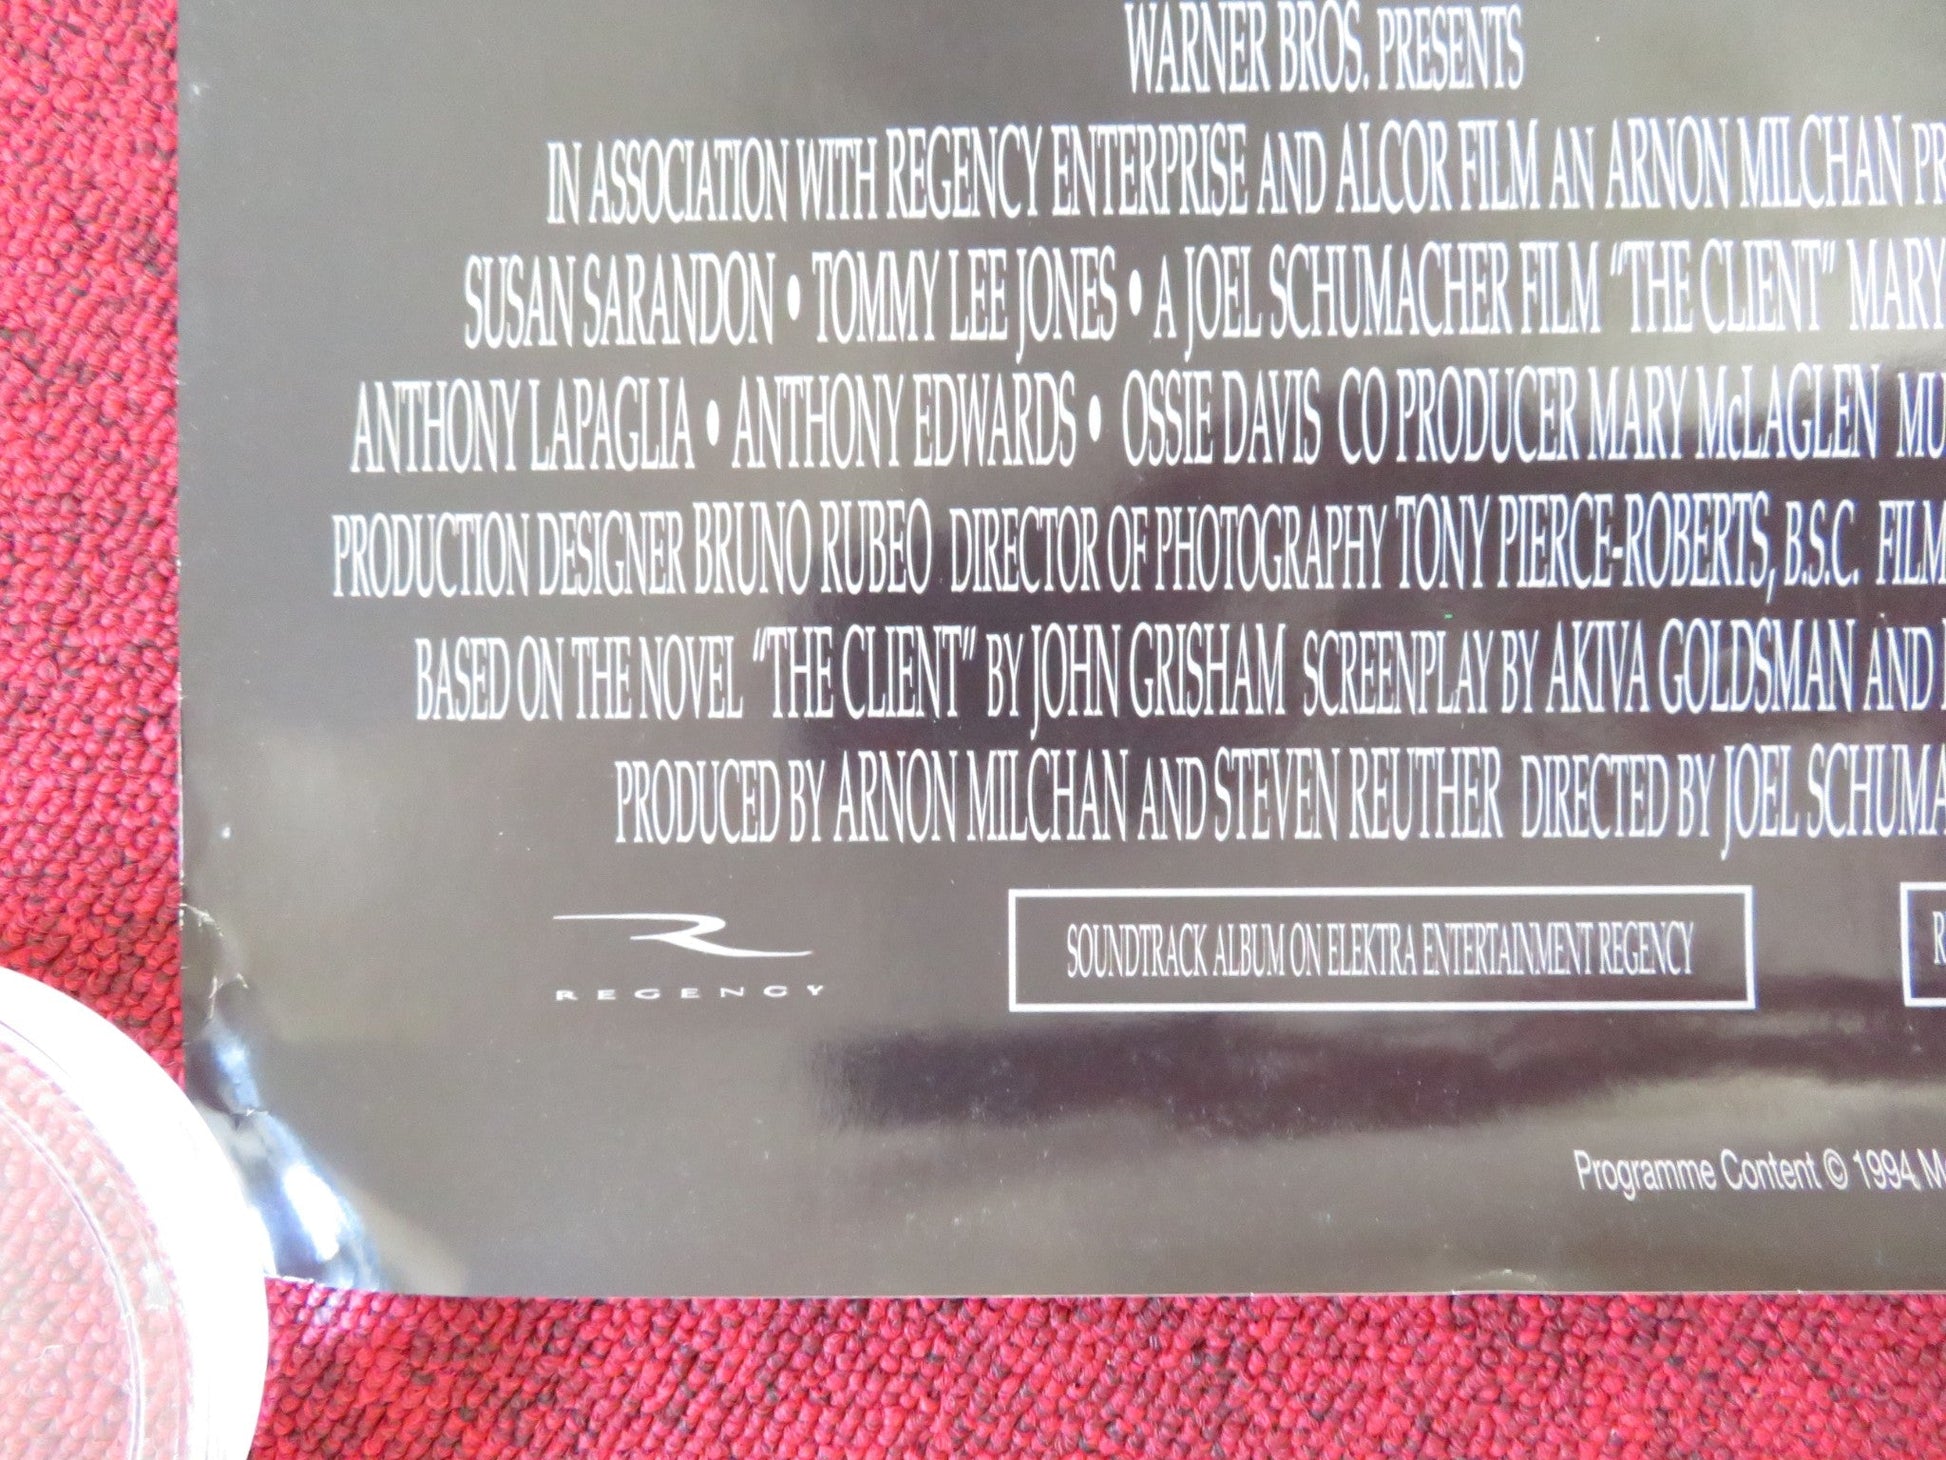 WARNER BROS. PRESENTS
IN ASSOCIATION WITH REGENCY ENTERPRISE AND ALCOR FILM AN ARNON MILCHAN
SUSAN SARANDON • TOMMY LEE JONES • A JOEL SCHUMACHER FILM "THE CLIENT" MARY
ANTHONY LAPAGLIA • ANTHONY EDWARDS • OSSIE DAVIS CO PRODUCER MARY McLAGLEN
PRODUCTION DESIGNER BRUNO RUBEO DIRECTOR OF PHOTOGRAPHY TONY PIERCE-ROBERTS, B.S.C. FILM
BASED ON THE NOVEL "THE CLIENT" BY JOHN GRISHAM SCREENPLAY BY AKIVA GOLDSMAN AND
PRODUCED BY ARNON MILCHAN AND STEVEN REUTHER DIRECTED BY JOEL SCHUMA
REGENCY
SOUNDTRACK ALBUM ON ELEKTRA ENTERTAINMENT REGENCY
Programme Content © 1994,